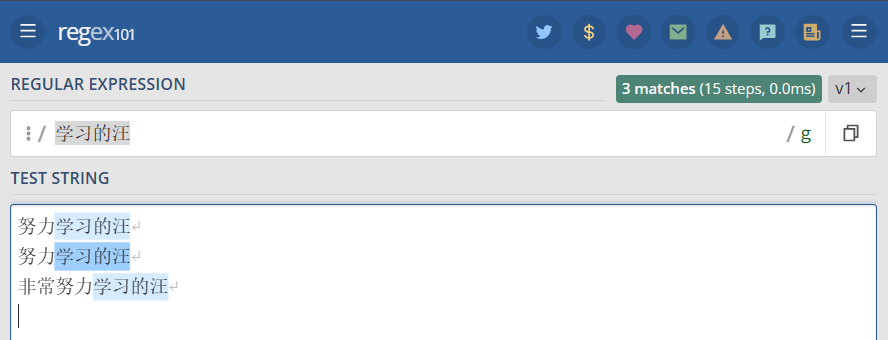 regex101
REGULAR EXPRESSION
3 matches (15 steps, 0.0ms)
v1
/ 学习的汪 / g
TEST STRING
努力学习的汪↵
努力学习的汪↵
非常努力学习的汪↵